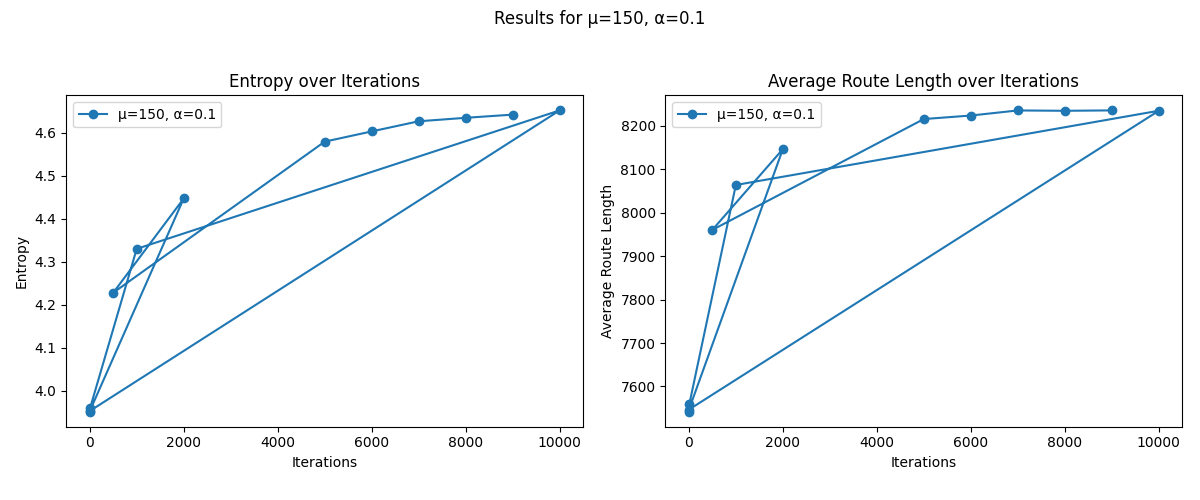 Results for μ=150, α=0.1
Entropy over Iterations
μ=150, α=0.1
Entropy
4.6
4.5
4.4
4.3
4.2
4.1
4.0
0 2000 4000 6000 8000 10000
Iterations
Average Route Length over Iterations
μ=150, α=0.1
Average Route Length
8200
8100
8000
7900
7800
7700
7600
0 2000 4000 6000 8000 10000
Iterations